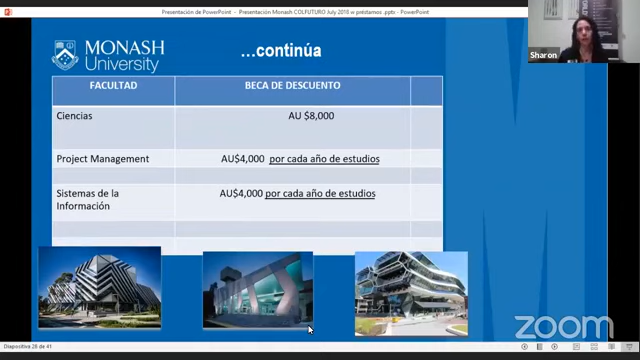 Presentación de PowerPoint - Presentación Monash COLFUTURO July 2016 w préstamos .pptx - PowerPoint
Sharon
MONASH
University
...continúa
FACULTAD
BECA DE DESCUENTO
Ciencias
AU $8,000
Project Management
AU$4,000 por cada año de estudios
Sistemas de la
Información
AU$4,000 por cada año de estudios
zoom
Diapositiva 26 de 41